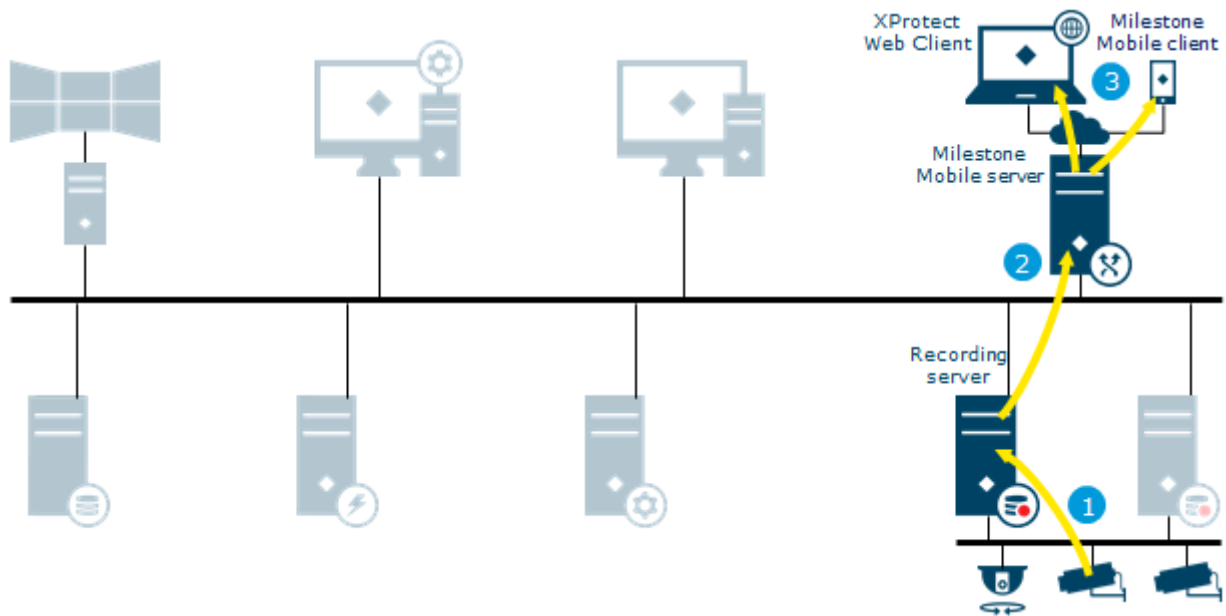 XProtect
Web Client
Milestone
Mobile client
3
Milestone
Mobile server
2
Recording
server
1